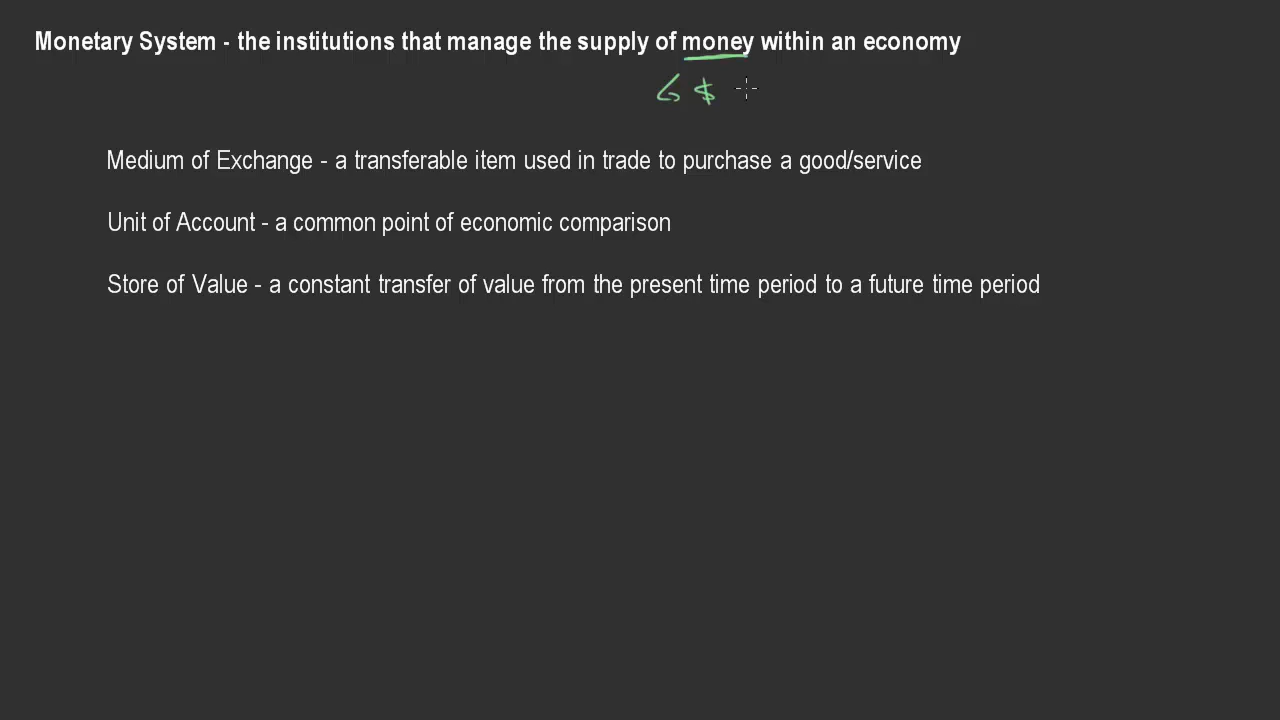 Monetary System - the institutions that manage the supply of money within an economy
$
Medium of Exchange - a transferable item used in trade to purchase a good/service
Unit of Account - a common point of economic comparison
Store of Value - a constant transfer of value from the present time period to a future time period